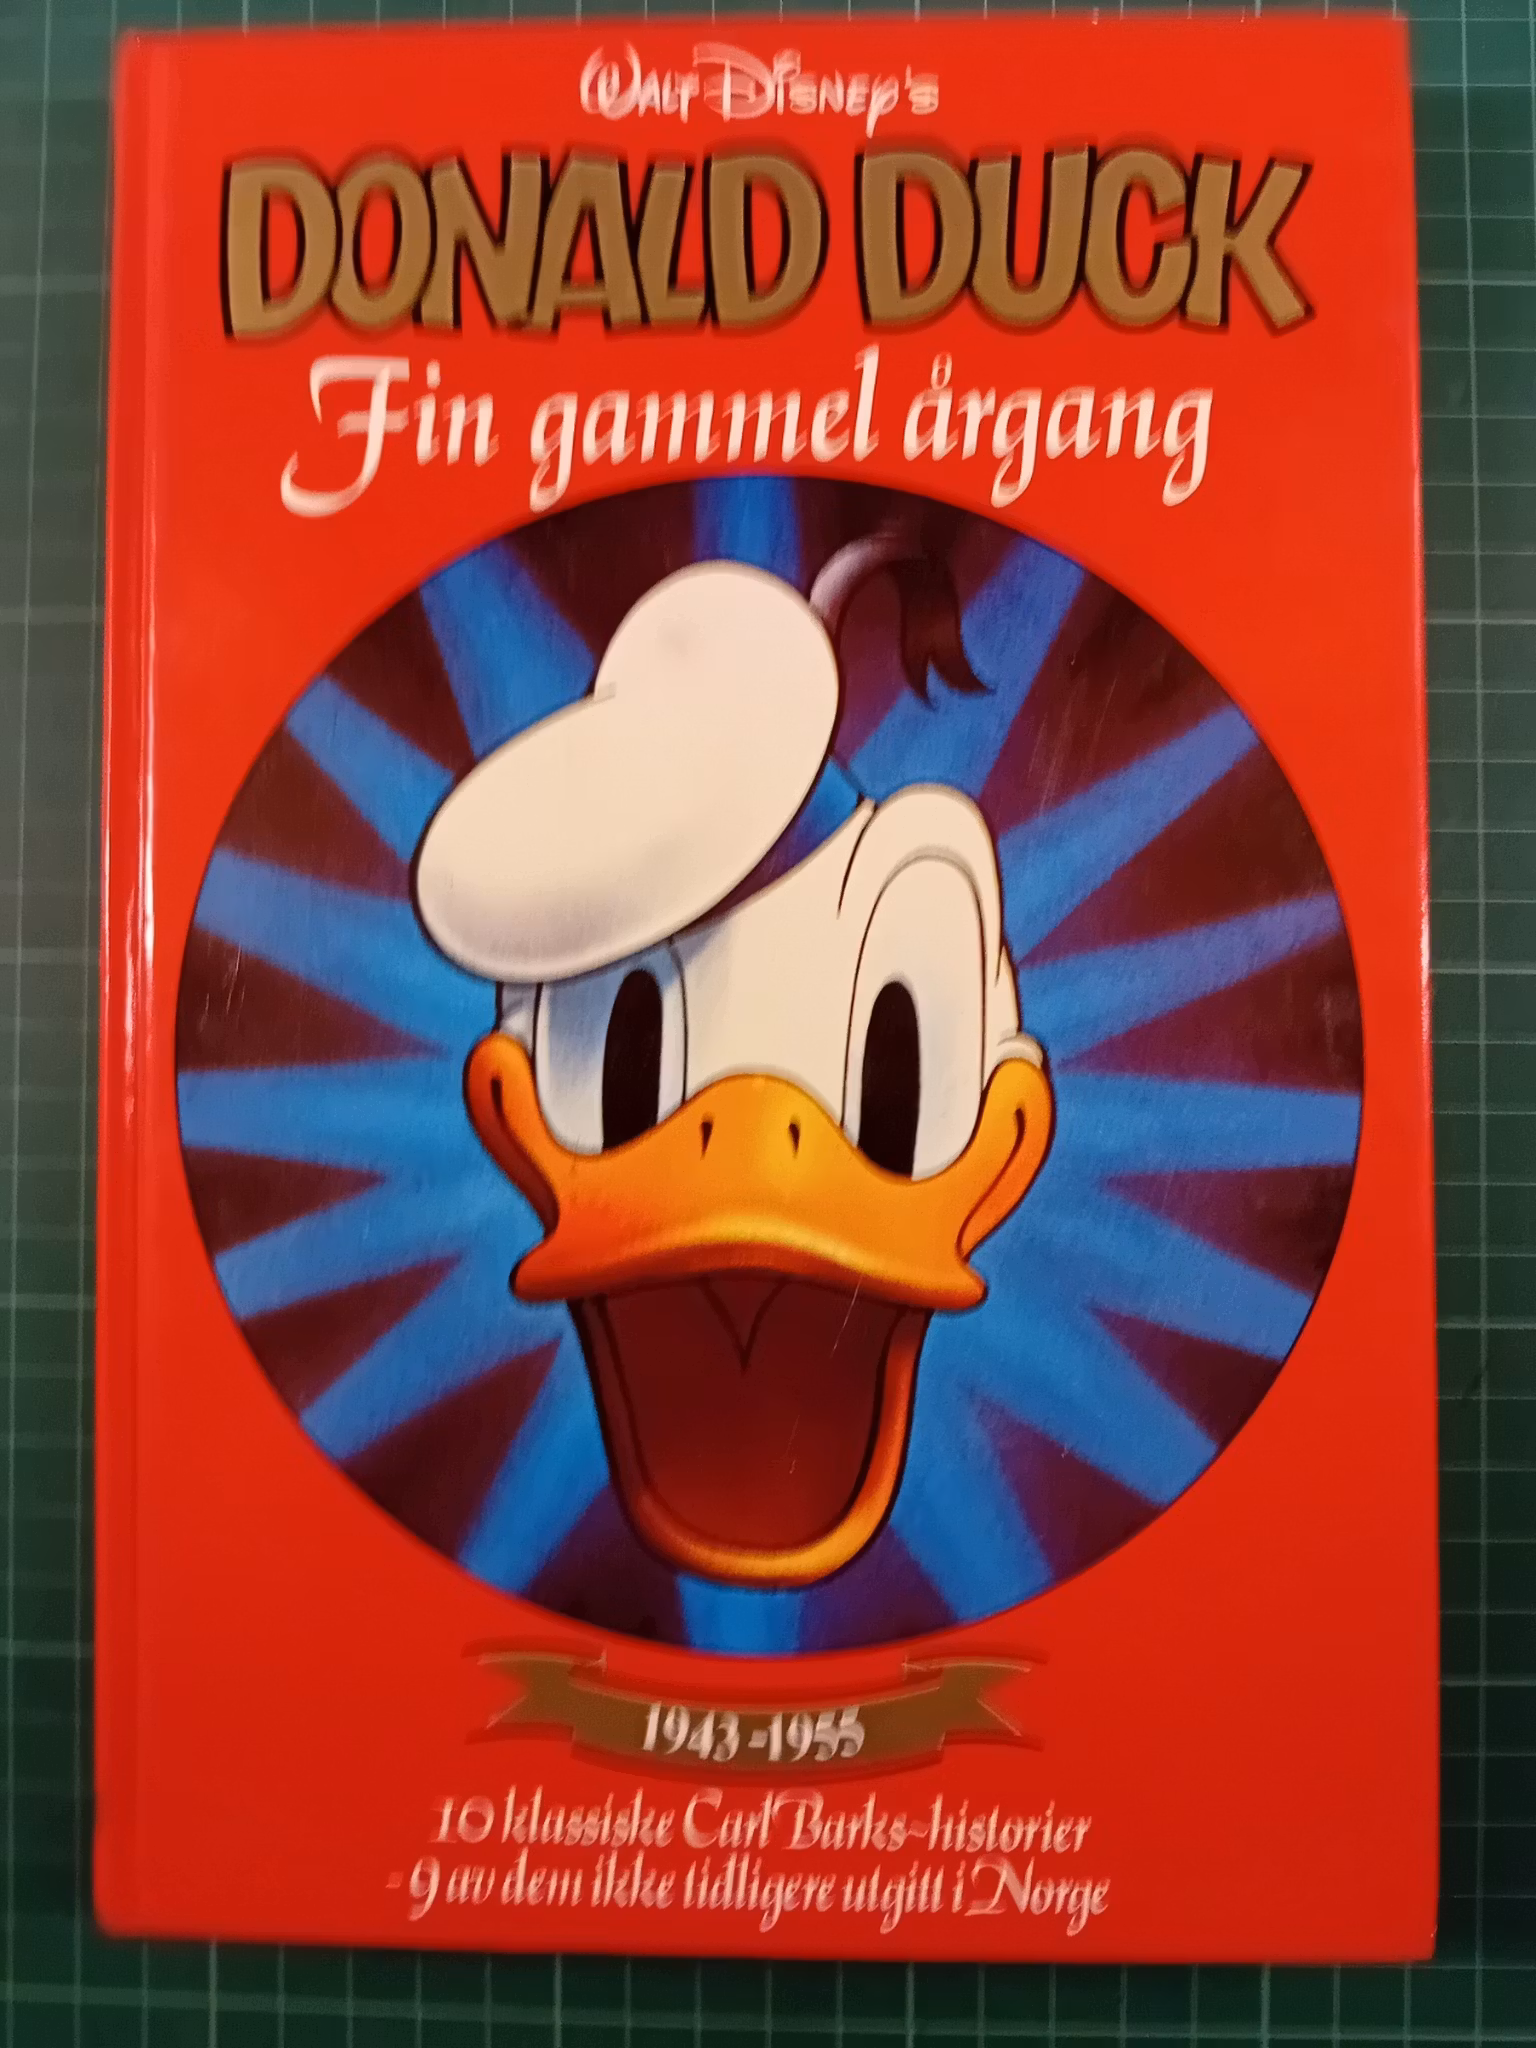 WALT DISNEY'S
DONALD DUCK
Fin gammel årgang
1943-1955
10 klassiske Carl Barks-historier
- 9 av dem ikke tidligere utgitt i Norge